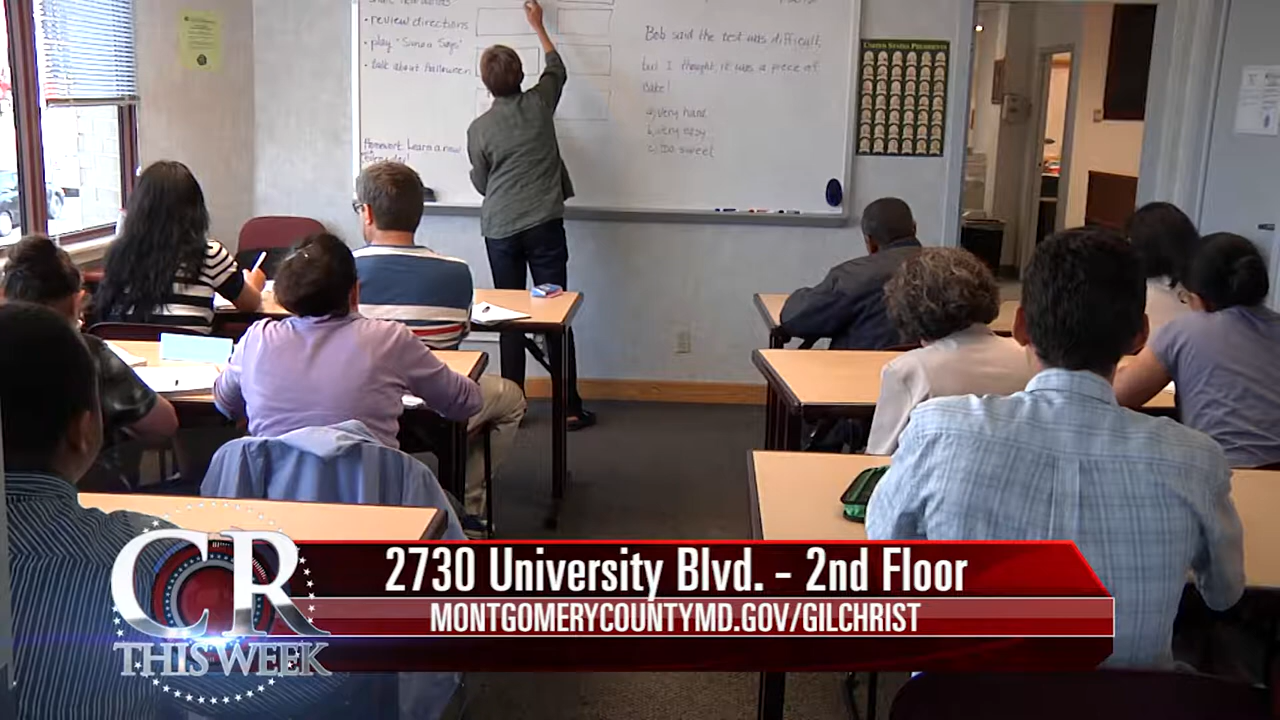 • review directions
• play "Simon Says"
• talk about Halloween
Homework: Learn a new
Bob said the test was difficult,
but I thought it was a piece of
cake!
a) very hard
b) very easy
c) too sweet
UNITED STATES PRESIDENTS
CR
THIS WEEK
2730 University Blvd. – 2nd Floor
MONTGOMERYCOUNTYMD.GOV/GILCHRIST